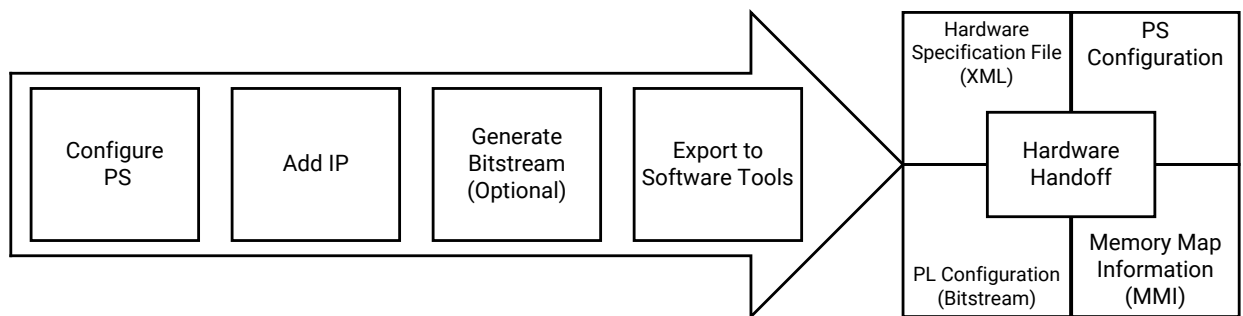 Configure
PS
Add IP
Generate
Bitstream
(Optional)
Export to
Software Tools
Hardware
Specification File
(XML)
PS
Configuration
Hardware
Handoff
PL Configuration
(Bitstream)
Memory Map
Information
(MMI)